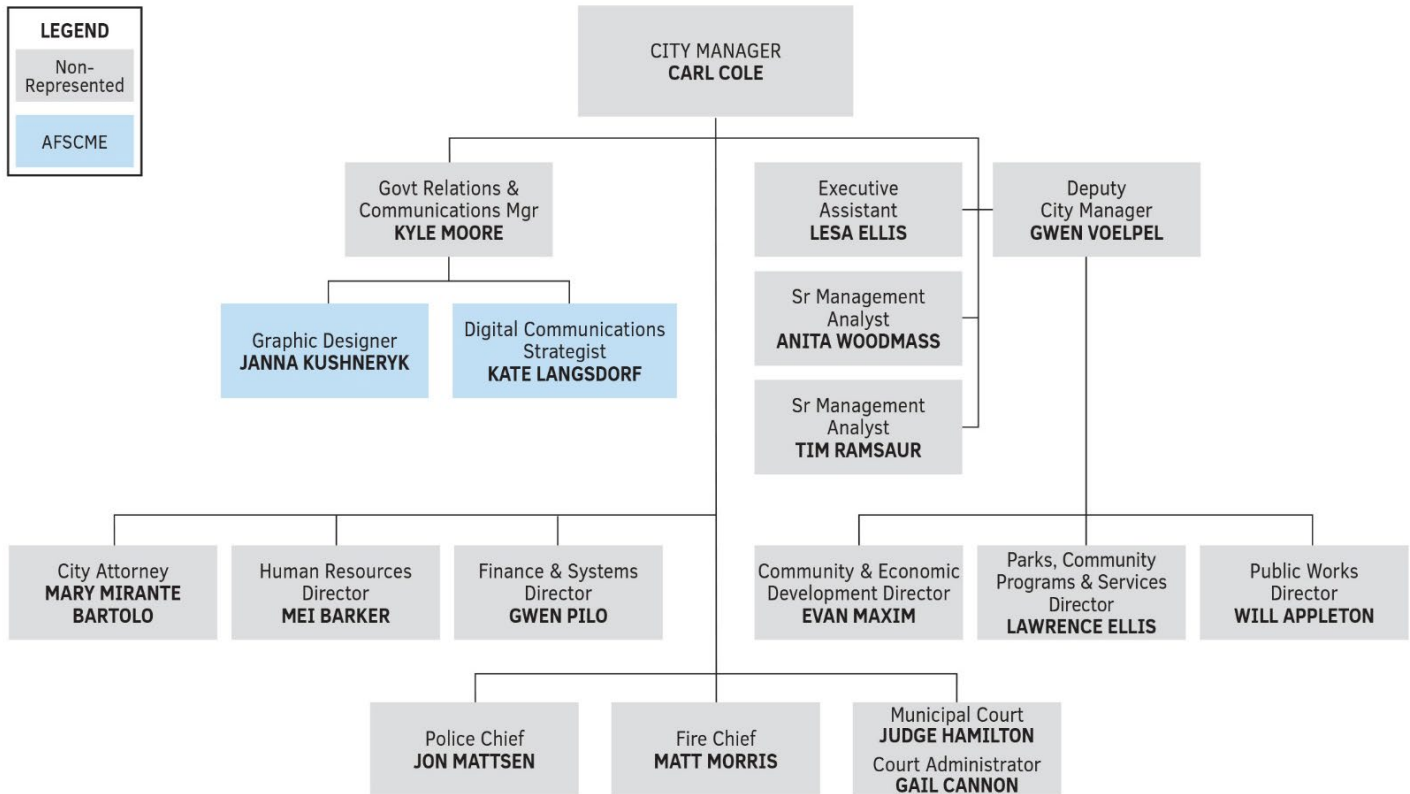 LEGEND
Non-
Represented
AFSCME
CITY MANAGER
CARL COLE
Govt Relations &
Communications Mgr
KYLE MOORE
Executive
Assistant
LESA ELLIS
Deputy
City Manager
GWEN VOELPEL
Graphic Designer
JANNA KUSHNERYK
Digital Communications
Strategist
KATE LANGSDORF
Sr Management
Analyst
ANITA WOODMASS
Sr Management
Analyst
TIM RAMSAUR
City Attorney
MARY MIRANTE
BARTOLO
Human Resources
Director
MEI BARKER
Finance & Systems
Director
GWEN PILO
Community & Economic
Development Director
EVAN MAXIM
Parks, Community
Programs & Services
Director
LAWRENCE ELLIS
Public Works
Director
WILL APPLETON
Police Chief
JON MATTSEN
Fire Chief
MATT MORRIS
Municipal Court
JUDGE HAMILTON
Court Administrator
GAIL CANNON